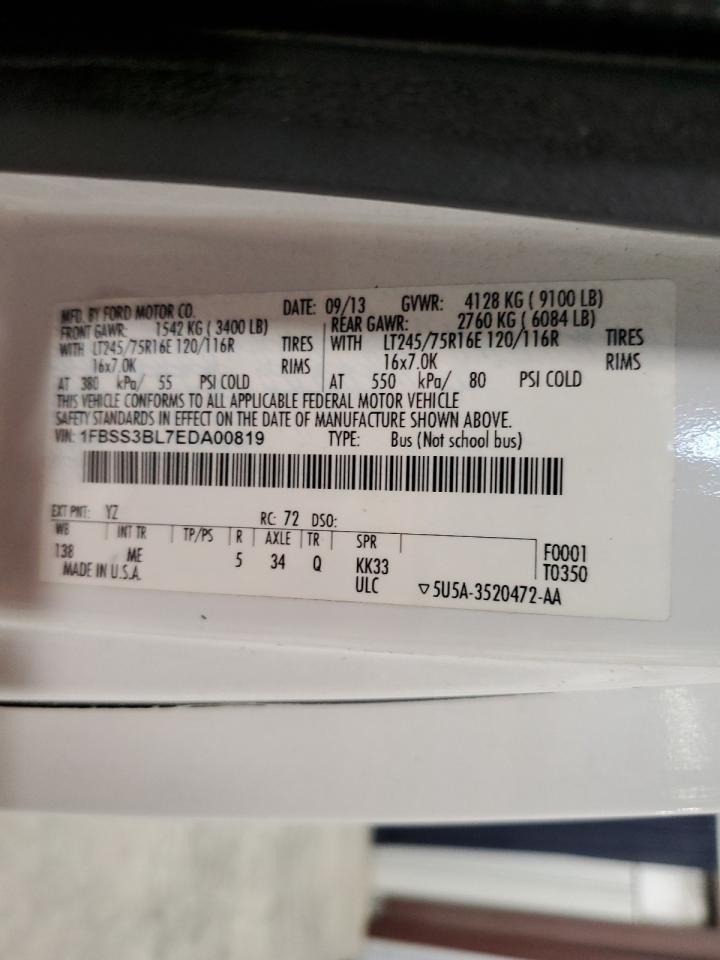 MFD. BY FORD MOTOR CO. DATE: 09/13 GVWR: 4128 KG ( 9100 LB)
FRONT GAWR: 1542 KG ( 3400 LB) REAR GAWR: 2760 KG ( 6084 LB)
WITH LT245/75R16E 120/116R TIRES WITH LT245/75R16E 120/116R TIRES
16x7.0K RIMS 16x7.0K RIMS
AT 380 kPa/ 55 PSI COLD AT 550 kPa/ 80 PSI COLD
THIS VEHICLE CONFORMS TO ALL APPLICABLE FEDERAL MOTOR VEHICLE
SAFETY STANDARDS IN EFFECT ON THE DATE OF MANUFACTURE SHOWN ABOVE.
VIN: 1FBSS3BL7EDA00819 TYPE: Bus (Not school bus)
EXT PNT: YZ RC: 72 DSO:
WB INT TR TP/PS R AXLE TR SPR
138 ME 5 34 Q KK33 F0001
MADE IN U.S.A. ULC ▽5U5A-3520472-AA T0350